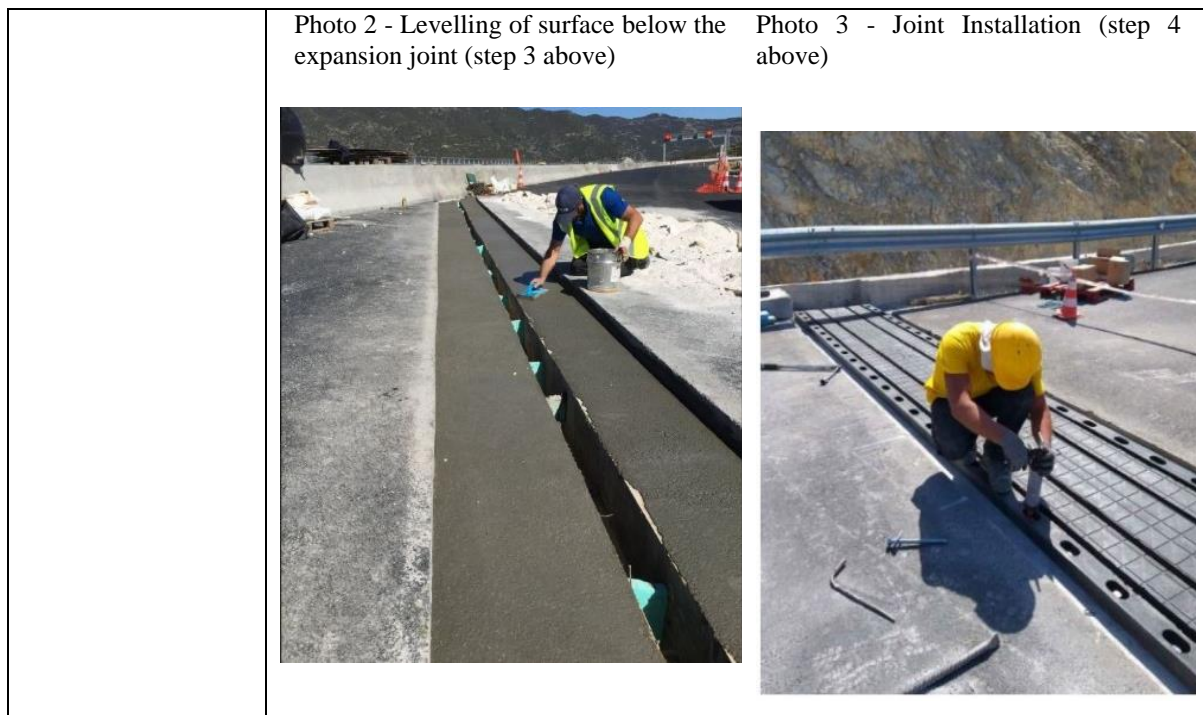 Photo 2 - Levelling of surface below the
expansion joint (step 3 above)
Photo 3 - Joint Installation (step 4
above)